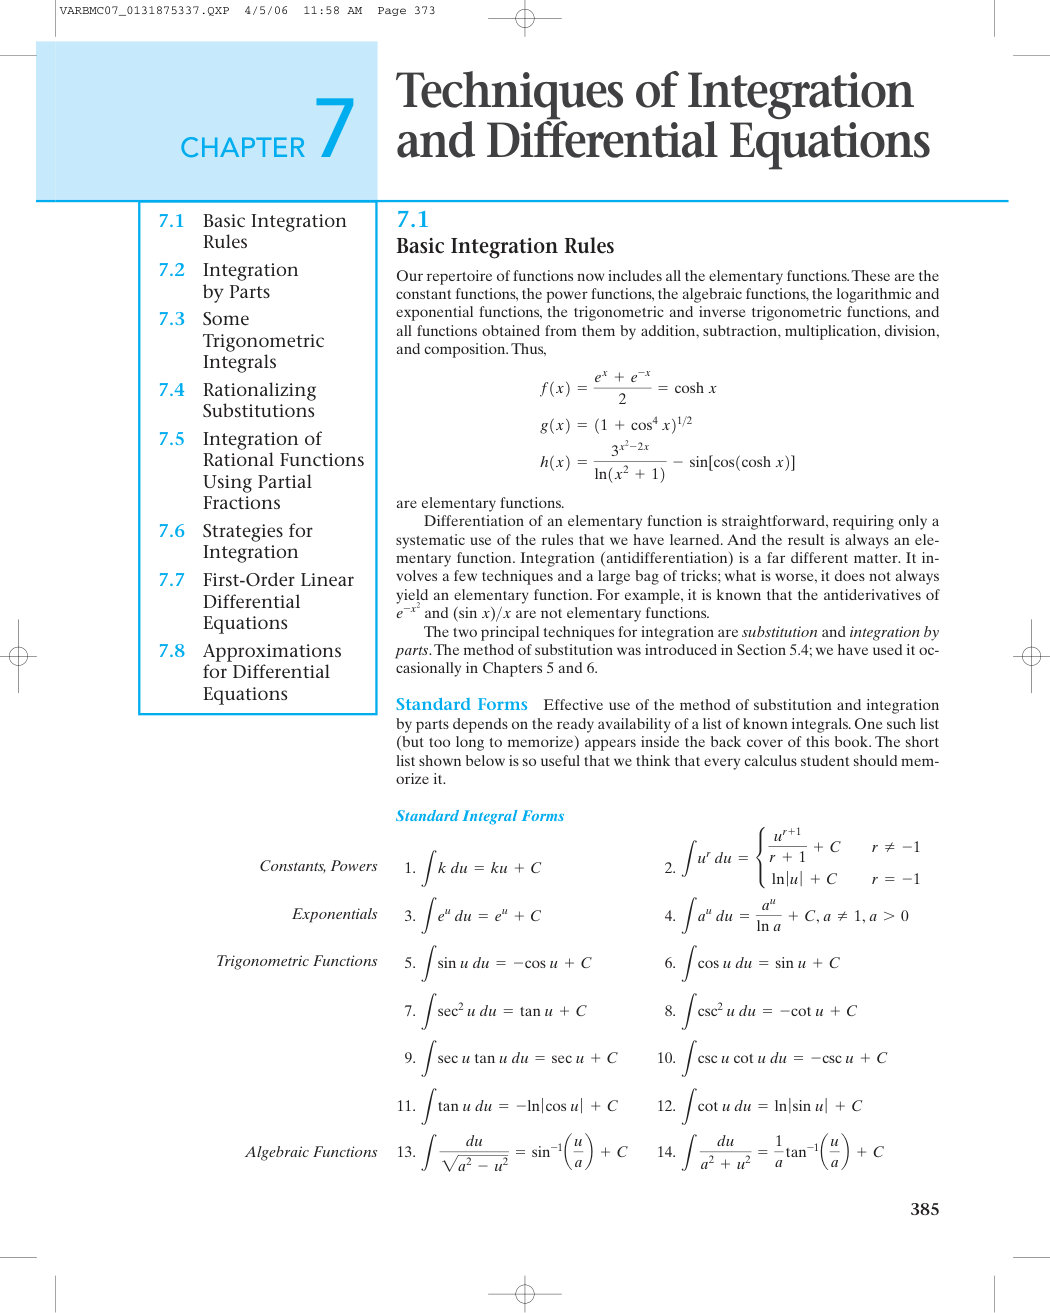 VARBMC07_0131875337.QXP  4/5/06  11:58 AM  Page 373
CHAPTER 7
Techniques of Integration
and Differential Equations
7.1 Basic Integration
Rules
7.2 Integration
by Parts
7.3 Some
Trigonometric
Integrals
7.4 Rationalizing
Substitutions
7.5 Integration of
Rational Functions
Using Partial
Fractions
7.6 Strategies for
Integration
7.7 First-Order Linear
Differential
Equations
7.8 Approximations
for Differential
Equations
7.1
Basic Integration Rules
Our repertoire of functions now includes all the elementary functions. These are the
constant functions, the power functions, the algebraic functions, the logarithmic and
exponential functions, the trigonometric and inverse trigonometric functions, and
all functions obtained from them by addition, subtraction, multiplication, division,
and composition. Thus,
f(x) = (e^x + e^−x)/2 = cosh x
g(x) = (1 + cos^4 x)^1/2
h(x) = 3^(x^2−2x)/ln(x^2 + 1) − sin[cos(cosh x)]
are elementary functions.
Differentiation of an elementary function is straightforward, requiring only a
systematic use of the rules that we have learned. And the result is always an ele-
mentary function. Integration (antidifferentiation) is a far different matter. It in-
volves a few techniques and a large bag of tricks; what is worse, it does not always
yield an elementary function. For example, it is known that the antiderivatives of
e^−x^2 and (sin x)/x are not elementary functions.
The two principal techniques for integration are substitution and integration by
parts. The method of substitution was introduced in Section 5.4; we have used it oc-
casionally in Chapters 5 and 6.
Standard Forms Effective use of the method of substitution and integration
by parts depends on the ready availability of a list of known integrals. One such list
(but too long to memorize) appears inside the back cover of this book. The short
list shown below is so useful that we think that every calculus student should mem-
orize it.
Standard Integral Forms
Constants, Powers 1. ∫ k du = ku + C 2. ∫ u^r du = { u^(r+1)/(r + 1) + C r ≠ −1
ln|u| + C r = −1
Exponentials 3. ∫ e^u du = e^u + C 4. ∫ a^u du = a^u/ln a + C, a ≠ 1, a > 0
Trigonometric Functions 5. ∫ sin u du = −cos u + C 6. ∫ cos u du = sin u + C
7. ∫ sec² u du = tan u + C 8. ∫ csc² u du = −cot u + C
9. ∫ sec u tan u du = sec u + C 10. ∫ csc u cot u du = −csc u + C
11. ∫ tan u du = −ln|cos u| + C 12. ∫ cot u du = ln|sin u| + C
Algebraic Functions 13. ∫ du/√(a² − u²) = sin⁻¹(u/a) + C 14. ∫ du/(a² + u²) = 1/a tan⁻¹(u/a) + C
385